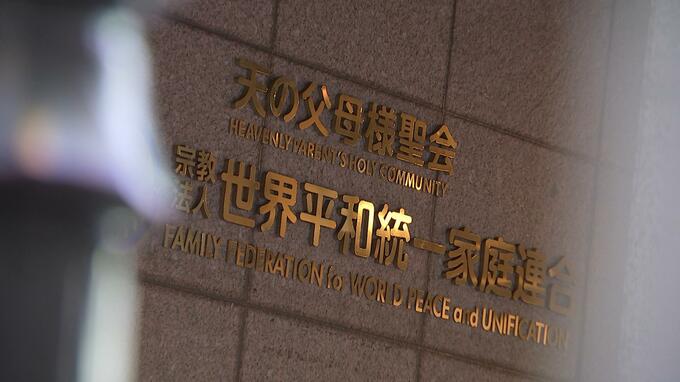 天の父母様聖会
HEAVENLY PARENT'S HOLY COMMUNITY
宗教法人 世界平和統一家庭連合
FAMILY FEDERATION for WORLD PEACE and UNIFICATION